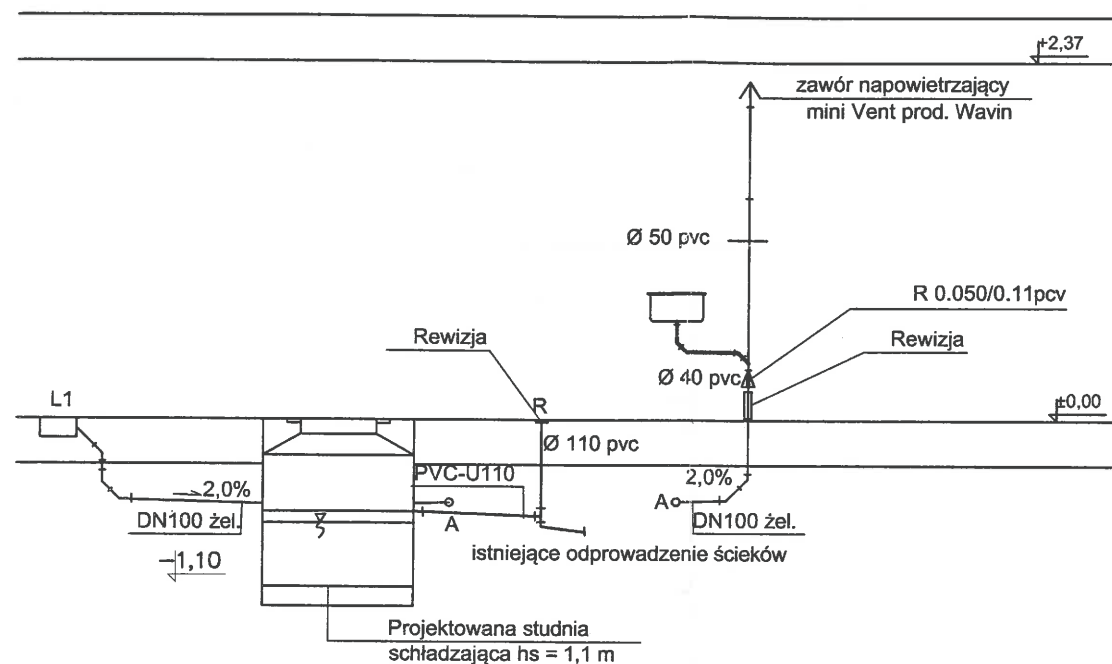 +2,37
zawór napowietrzający
mini Vent prod. Wavin
Ø 50 pvc
R 0.050/0.11pcv
Rewizja
Rewizja
Ø 40 pvc
L1
R
±0,00
Ø 110 pvc
PVC-U110
2,0%
2,0%
A
A
DN100 żel.
DN100 żel.
istniejące odprowadzenie ścieków
-1,10
Projektowana studnia
schładzająca hs = 1,1 m